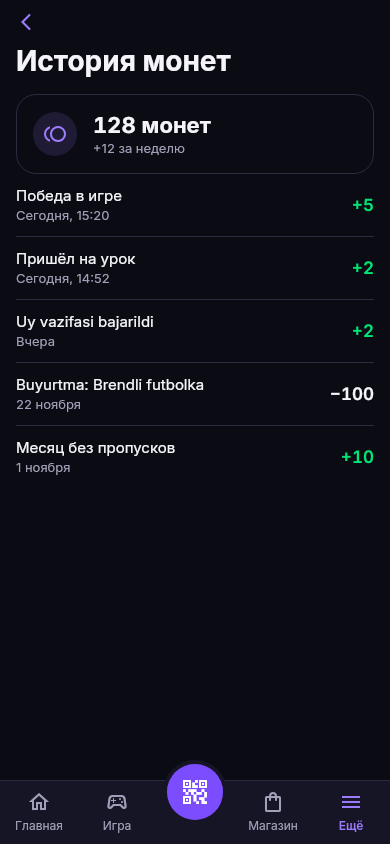 История монет
128 монет
+12 за неделю
Победа в игре
+5
Сегодня, 15:20
Пришёл на урок
+2
Сегодня, 14:52
Uy vazifasi bajarildi
+2
Вчера
Buyurtma: Brendli futbolka
−100
22 ноября
Месяц без пропусков
+10
1 ноября
Главная
Игра
Магазин
Ещё